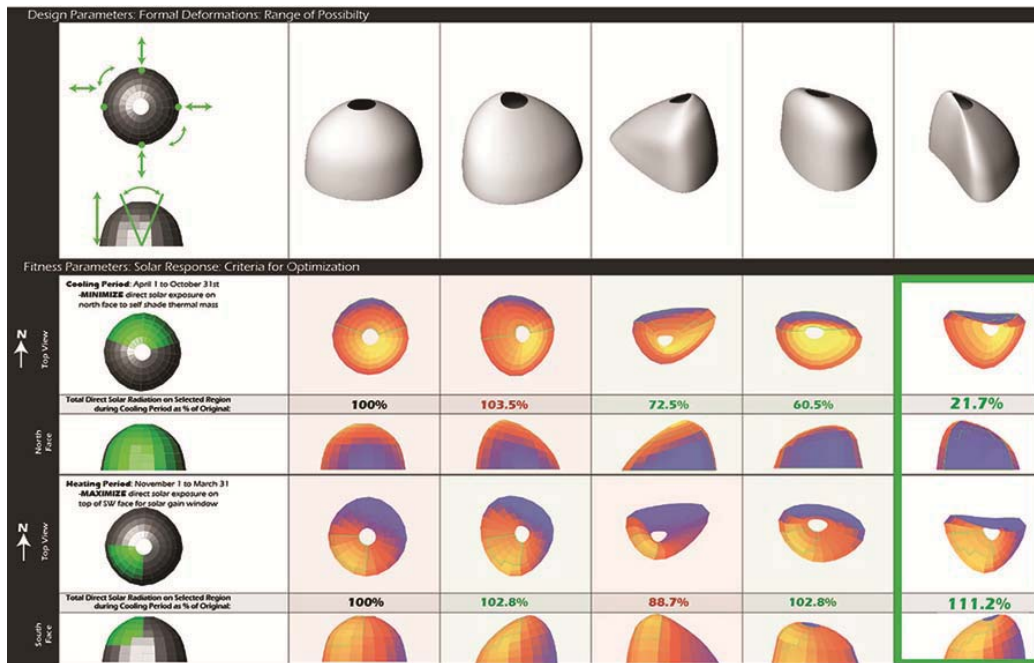 Design Parameters: Formal Deformations: Range of Possibilty
Fitness Parameters: Solar Response: Criteria for Optimization
Cooling Period: April 1 to October 31st
-MINIMIZE direct solar exposure on
north face to self shade thermal mass
N
Top View
Total Direct Solar Radiation on Selected Region
during Cooling Period as % of Original:
100%
103.5%
72.5%
60.5%
21.7%
North
Face
Heating Period: November 1 to March 31
-MAXIMIZE direct solar exposure on
top of SW face for solar gain window
N
Top View
Total Direct Solar Radiation on Selected Region
during Cooling Period as % of Original:
100%
102.8%
88.7%
102.8%
111.2%
South
Face